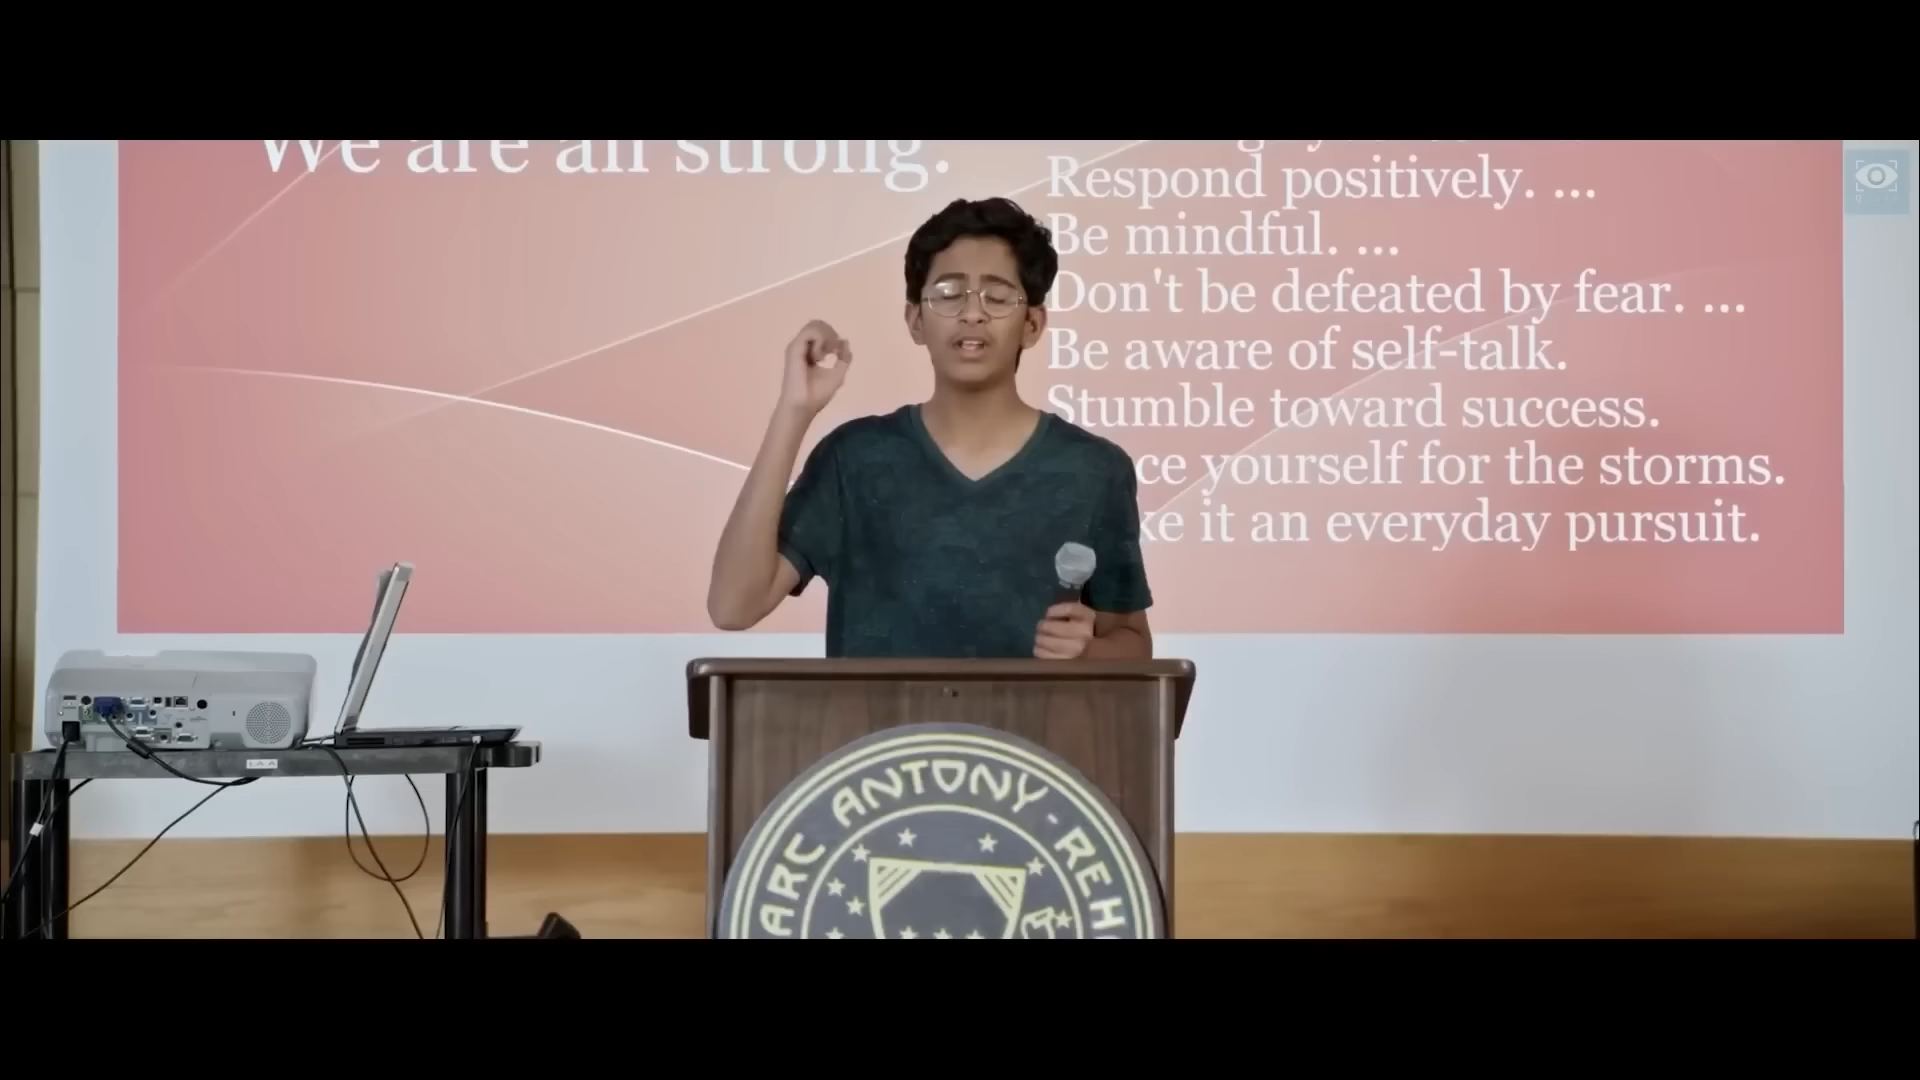 We are all strong.
Respond positively. ...
Be mindful. ...
Don't be defeated by fear. ...
Be aware of self-talk.
Stumble toward success.
yourself for the storms.
it an everyday pursuit.
ANTONY - REH